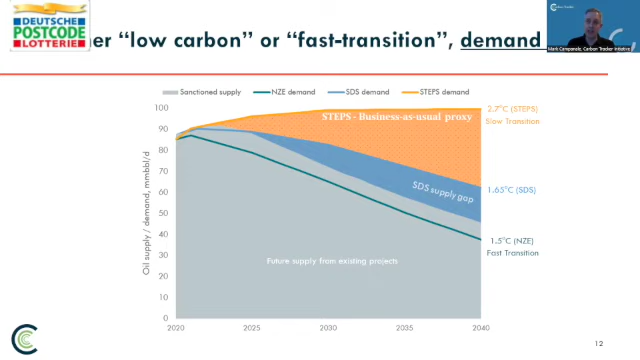 DEUTSCHE
POSTCODE
LOTTERIE
er “low carbon” or “fast-transition”, demand
Mark Campanale, Carbon Tracker Initiative
Sanctioned supply NZE demand SDS demand STEPS demand
Oil supply / demand, mmbbl/d
100
90
80
70
60
50
40
30
20
10
0
STEPS - Business-as-usual proxy
SDS supply gap
Future supply from existing projects
2.7°C (STEPS)
Slow Transition
1.65°C (SDS)
1.5°C (NZE)
Fast Transition
2020 2025 2030 2035 2040
12